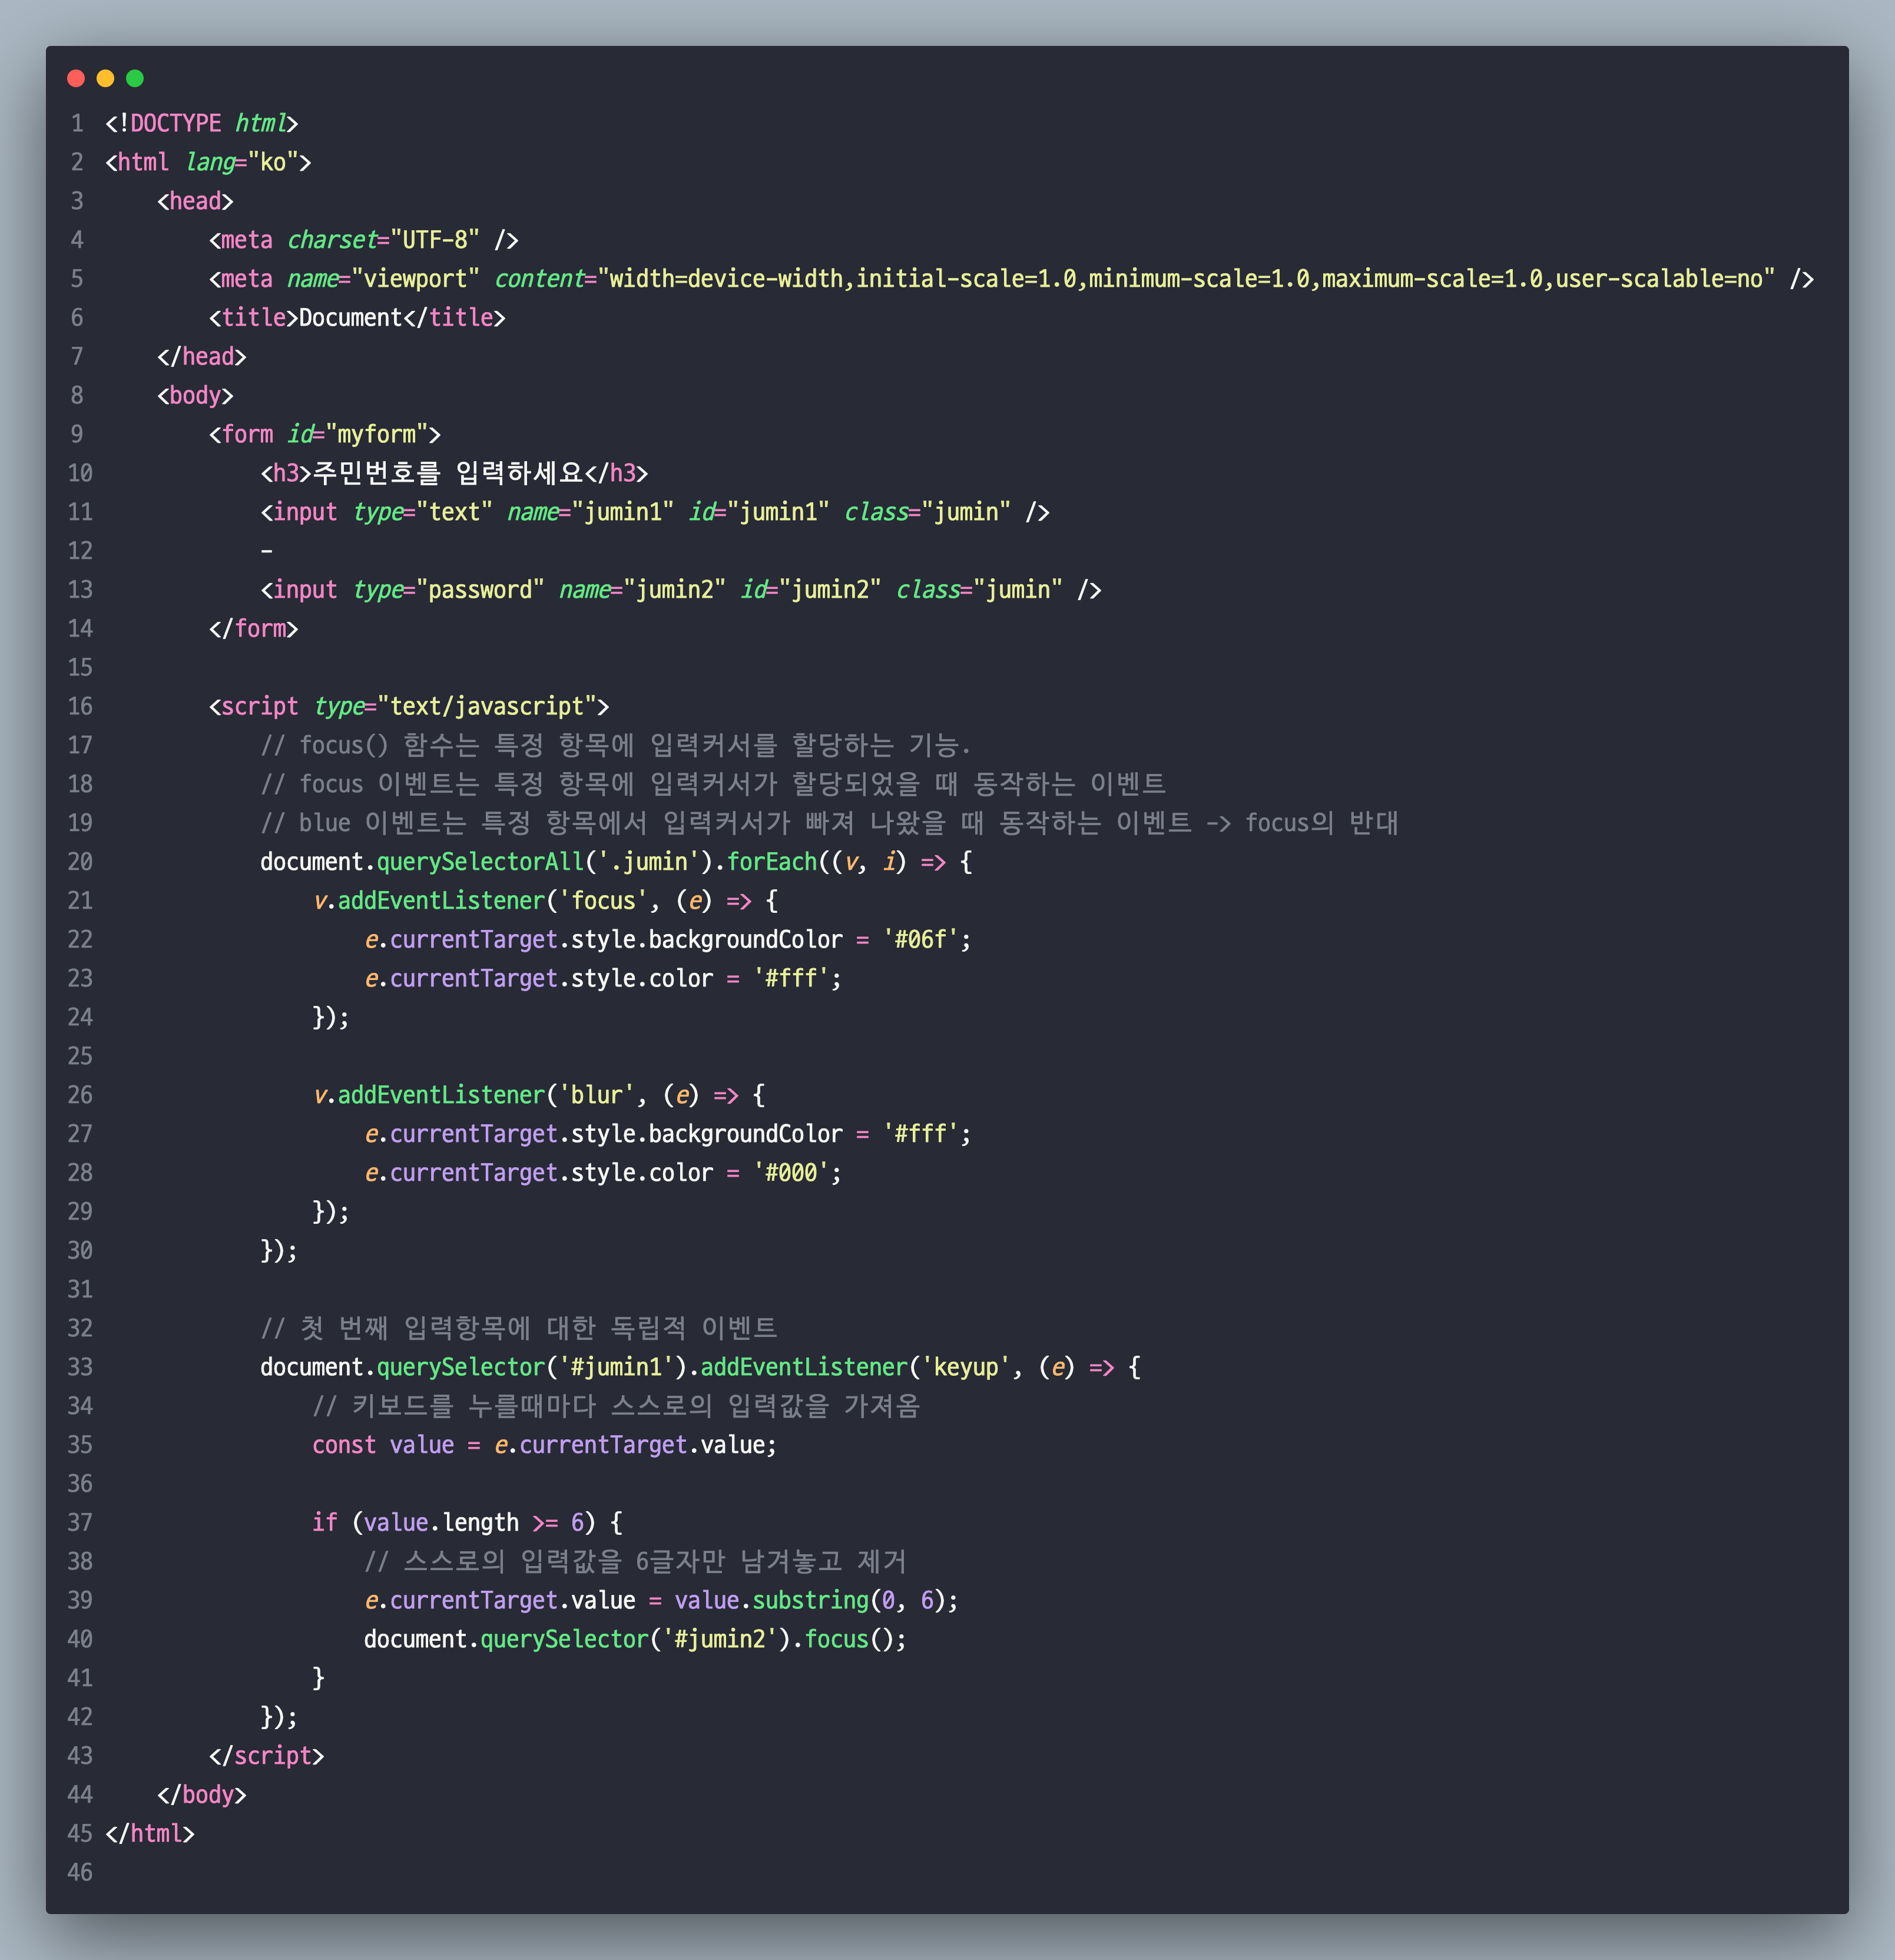 1 <!DOCTYPE html>
2 <html lang="ko">
3     <head>
4         <meta charset="UTF-8" />
5         <meta name="viewport" content="width=device-width,initial-scale=1.0,minimum-scale=1.0,maximum-scale=1.0,user-scalable=no" />
6         <title>Document</title>
7     </head>
8     <body>
9         <form id="myform">
10             <h3>주민번호를 입력하세요</h3>
11             <input type="text" name="jumin1" id="jumin1" class="jumin" />
12             -
13             <input type="password" name="jumin2" id="jumin2" class="jumin" />
14         </form>
15
16         <script type="text/javascript">
17             // focus() 함수는 특정 항목에 입력커서를 할당하는 기능.
18             // focus 이벤트는 특정 항목에 입력커서가 할당되었을 때 동작하는 이벤트
19             // blue 이벤트는 특정 항목에서 입력커서가 빠져 나왔을 때 동작하는 이벤트 -> focus의 반대
20             document.querySelectorAll('.jumin').forEach((v, i) => {
21                 v.addEventListener('focus', (e) => {
22                     e.currentTarget.style.backgroundColor = '#06f';
23                     e.currentTarget.style.color = '#fff';
24                 });
25
26                 v.addEventListener('blur', (e) => {
27                     e.currentTarget.style.backgroundColor = '#fff';
28                     e.currentTarget.style.color = '#000';
29                 });
30             });
31
32             // 첫 번째 입력항목에 대한 독립적 이벤트
33             document.querySelector('#jumin1').addEventListener('keyup', (e) => {
34                 // 키보드를 누를때마다 스스로의 입력값을 가져옴
35                 const value = e.currentTarget.value;
36
37                 if (value.length >= 6) {
38                     // 스스로의 입력값을 6글자만 남겨놓고 제거
39                     e.currentTarget.value = value.substring(0, 6);
40                     document.querySelector('#jumin2').focus();
41                 }
42             });
43         </script>
44     </body>
45 </html>
46